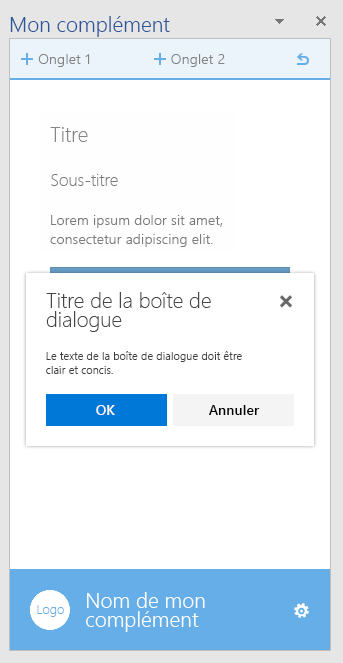 Mon complément
Onglet 1
Onglet 2
Titre
Sous-titre
Lorem ipsum dolor sit amet,
consectetur adipiscing elit.
Titre de la boîte de
dialogue
Le texte de la boîte de dialogue doit être
clair et concis.
OK
Annuler
Logo
Nom de mon
complément